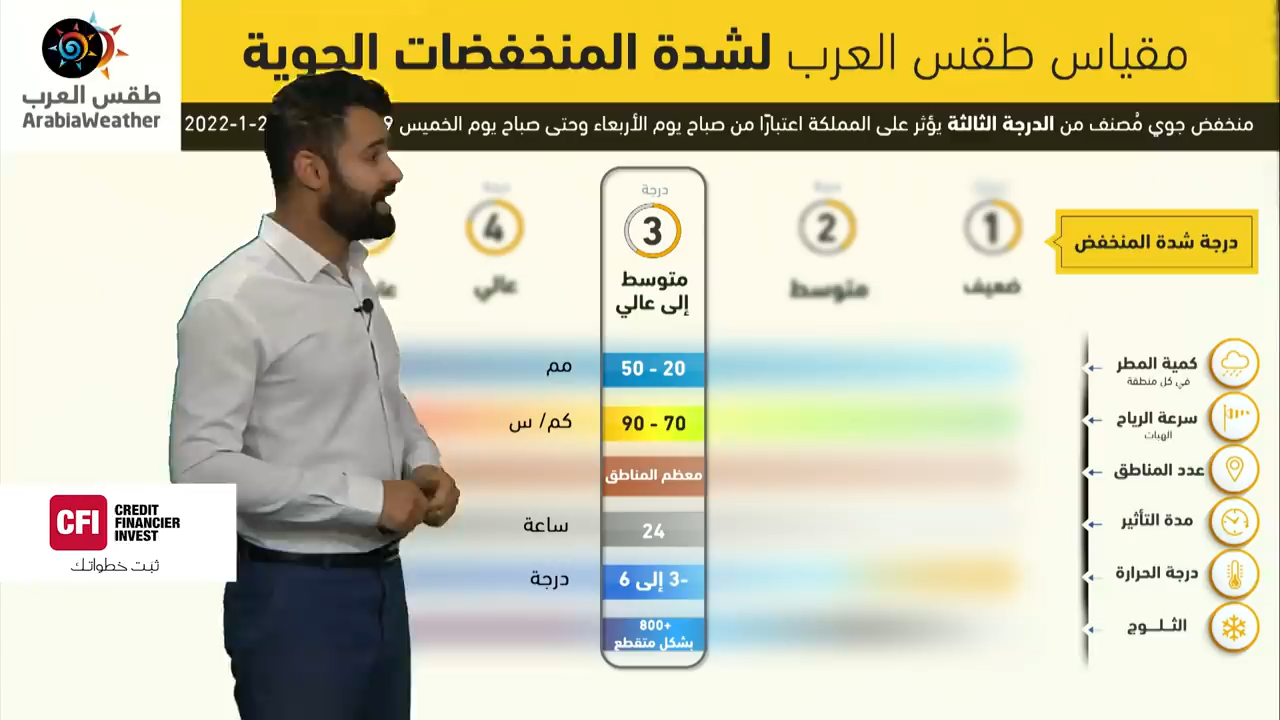 مقياس طقس العرب لشدة المنخفضات الجوية
طقس العرب
ArabiaWeather
منخفض جوي مُصنف من الدرجة الثالثة يؤثر على المملكة اعتبارًا من صباح يوم الأربعاء وحتى صباح يوم الخميس
2022-1-2
درجة شدة المنخفض
1
ضعيف
درجة
2
متوسط
درجة
3
متوسط
إلى عالي
درجة
4
عالي
كمية المطر
في كل منطقة
20 - 50
مم
سرعة الرياح
الهبات
70 - 90
كم/ س
عدد المناطق
معظم المناطق
مدة التأثير
24
ساعة
درجة الحرارة
-3 إلى 6
درجة
الثلـــوج
+800
بشكل متقطع
CFI
CREDIT
FINANCIER
INVEST
ثبت خطواتك